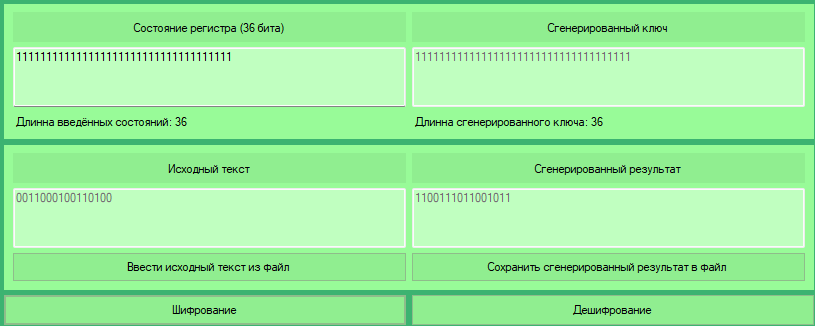 Состояние регистра (36 бита)
Сгенерированный ключ
111111111111111111111111111111111111
111111111111111111111111111111111111
Длинна введённых состояний: 36
Длинна сгенерированного ключа: 36
Исходный текст
Сгенерированный результат
0011000100110100
1100111011001011
Ввести исходный текст из файл
Сохранить сгенерированный результат в файл
Шифрование
Дешифрование